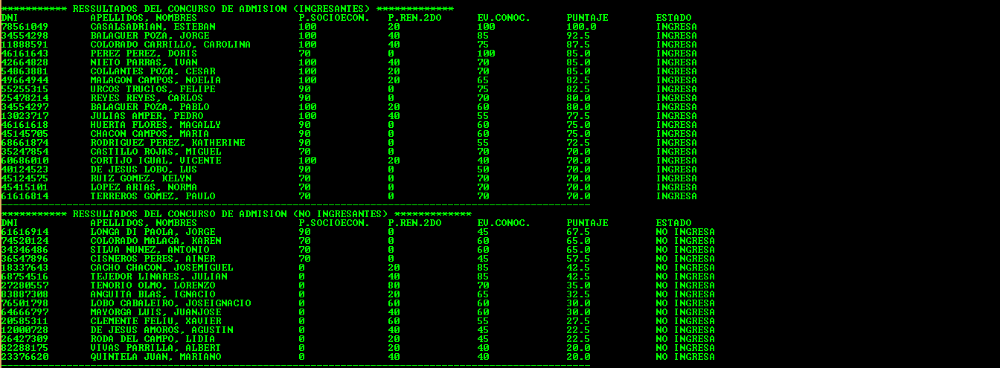 *********** RESSULTADOS DEL CONCURSO DE ADMISION (INGRESANTES) *************
DNI APELLIDOS, NOMBRES P.SOCIOECON. P.REN.2DO EV.CONOC. PUNTAJE ESTADO
78561049 CASALSADRIAN, ESTEBAN 100 20 100 100.0 INGRESA
34554298 BALAGUER POZA, JORGE 100 40 85 92.5 INGRESA
11888591 COLORADO CARRILLO, CAROLINA 100 40 75 87.5 INGRESA
46161643 PEREZ PEREZ, DORIS 70 0 100 85.0 INGRESA
42664828 NIETO PARRAS, IVAN 100 40 70 85.0 INGRESA
54863881 COLLANTES POZA, CESAR 100 20 70 85.0 INGRESA
49664944 MALAGON CAMPOS, NOELIA 100 20 65 82.5 INGRESA
55255315 URCOS TRUCIOS, FELIPE 90 0 75 82.5 INGRESA
25478214 REYES REYES, CARLOS 90 0 70 80.0 INGRESA
34554297 BALAGUER POZA, PABLO 100 20 60 80.0 INGRESA
13023717 JULIAS AMPER, PEDRO 100 40 55 77.5 INGRESA
46161618 HUERTA FLORES, MAGALLY 90 0 60 75.0 INGRESA
45145705 CHACON CAMPOS, MARIA 90 0 60 75.0 INGRESA
68661874 RODRIGUEZ PEREZ, KATHERINE 90 0 55 72.5 INGRESA
35247854 CASTILLO ROJAS, MIGUEL 70 0 70 70.0 INGRESA
60686010 CORTIJO IGUAL, VICENTE 100 20 40 70.0 INGRESA
40124523 DE JESUS LOBO, LUS 90 0 50 70.0 INGRESA
45124575 RUIZ GOMEZ, KELYN 70 0 70 70.0 INGRESA
45415101 LOPEZ ARIAS, NORMA 70 0 70 70.0 INGRESA
61616814 TERREROS GOMEZ, PAULO 70 0 70 70.0 INGRESA
*********** RESSULTADOS DEL CONCURSO DE ADMISION (NO INGRESANTES) *************
DNI APELLIDOS, NOMBRES P.SOCIOECON. P.REN.2DO EV.CONOC. PUNTAJE ESTADO
61616914 LONGA DI PAOLA, JORGE 90 0 45 67.5 NO INGRESA
74520124 COLORADO MALAGA, KAREN 70 0 60 65.0 NO INGRESA
34346486 SILVA NUNEZ, ANTONIO 70 0 60 65.0 NO INGRESA
36547896 CISNEROS PERES, AINER 70 0 45 57.5 NO INGRESA
18337643 CACHO CHACON, JOSEMIGUEL 0 20 85 42.5 NO INGRESA
68754516 TEJEDOR LINARES, JULIAN 0 40 85 42.5 NO INGRESA
27280557 TENORIO OLMO, LORENZO 0 80 70 35.0 NO INGRESA
83887308 ANGUITA BLAS, IGNACIO 0 20 65 32.5 NO INGRESA
76501798 LOBO CABALEIRO, JOSEIGNACIO 0 60 60 30.0 NO INGRESA
64666797 MAYORGA LUIS, JUANJOSE 0 40 60 30.0 NO INGRESA
20585311 CLEMENTE FELIU, XAVIER 0 60 55 27.5 NO INGRESA
12000728 DE JESUS AMOROS, AGUSTIN 0 40 45 22.5 NO INGRESA
26427309 RODA DEL CAMPO, LIDIA 0 20 45 22.5 NO INGRESA
82288175 VIVAS PARRILLA, ALBERT 0 20 40 20.0 NO INGRESA
23376620 QUINTELA JUAN, MARIANO 0 40 40 20.0 NO INGRESA